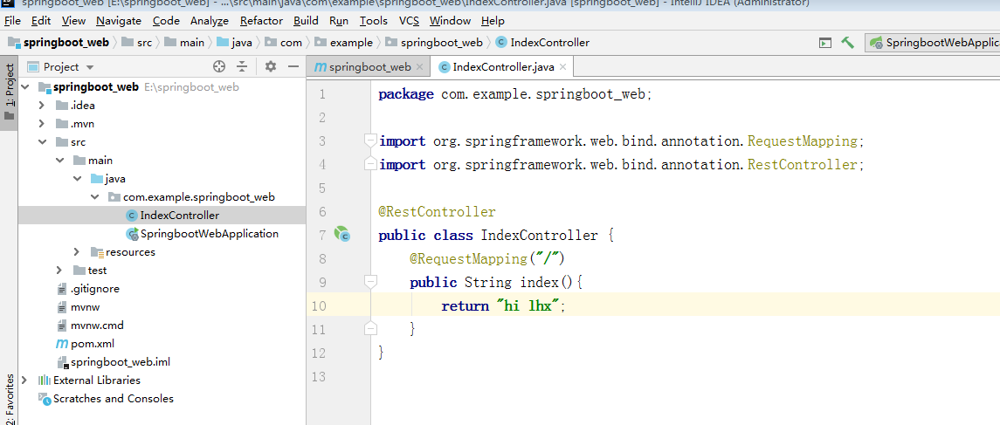 springboot_web [E:\springboot_web] - ...\src\main\java\com\example\springboot_web\IndexController.java [springboot_web] - IntelliJ IDEA (Administrator)
File Edit View Navigate Code Analyze Refactor Build Run Tools VCS Window Help
springboot_web src main java com example springboot_web IndexController SpringbootWebApplic
1: Project
2: Favorites
Project
springboot_web E:\springboot_web
.idea
.mvn
src
main
java
com.example.springboot_web
IndexController
SpringbootWebApplication
resources
test
.gitignore
mvnw
mvnw.cmd
pom.xml
springboot_web.iml
External Libraries
Scratches and Consoles
springboot_web IndexController.java
1 package com.example.springboot_web;
2
3 import org.springframework.web.bind.annotation.RequestMapping;
4 import org.springframework.web.bind.annotation.RestController;
5
6 @RestController
7 public class IndexController {
8 @RequestMapping("/")
9 public String index(){
10 return "hi lhx";
11 }
12 }
13